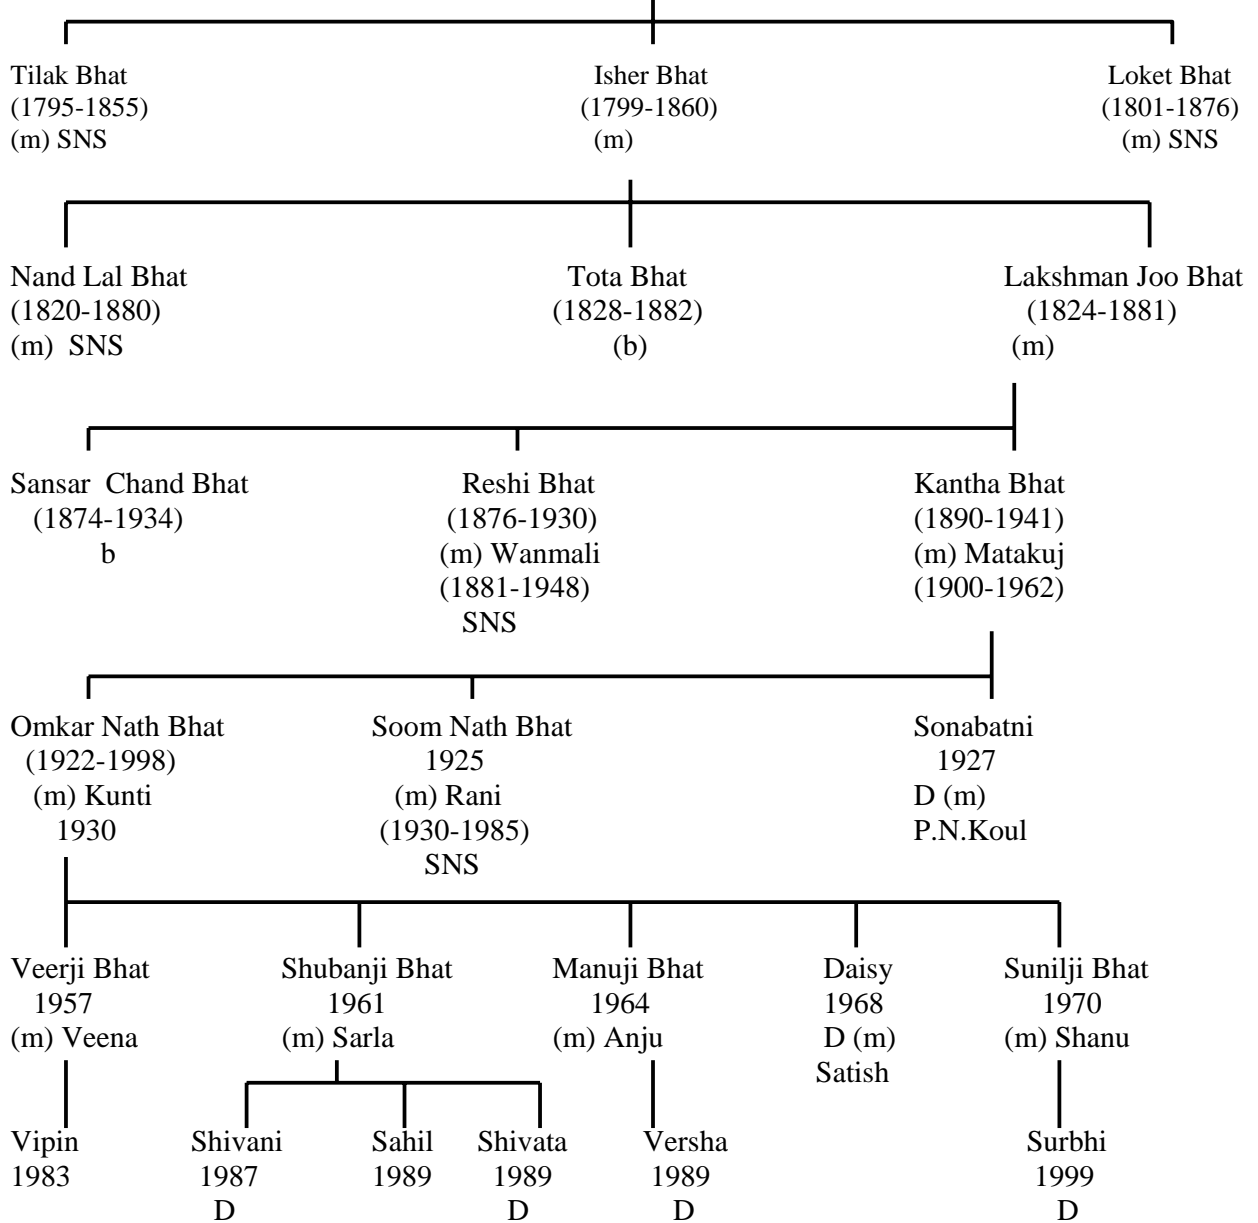 Tilak Bhat Isher Bhat Loket Bhat
(1795-1855) (1799-1860) (1801-1876)
(m) SNS (m) (m) SNS
Nand Lal Bhat Tota Bhat Lakshman Joo Bhat
(1820-1880) (1828-1882) (1824-1881)
(m) SNS (b) (m)
Sansar Chand Bhat Reshi Bhat Kantha Bhat
(1874-1934) (1876-1930) (1890-1941)
b (m) Wanmali (m) Matakuj
(1881-1948) (1900-1962)
SNS
Omkar Nath Bhat Soom Nath Bhat Sonabatni
(1922-1998) 1925 1927
(m) Kunti (m) Rani D (m)
1930 (1930-1985) P.N.Koul
SNS
Veerji Bhat Shubanji Bhat Manuji Bhat Daisy Sunilji Bhat
1957 1961 1964 1968 1970
(m) Veena (m) Sarla (m) Anju D (m) (m) Shanu
Satish
Vipin Shivani Sahil Shivata Versha Surbhi
1983 1987 1989 1989 1989 1999
D D D D